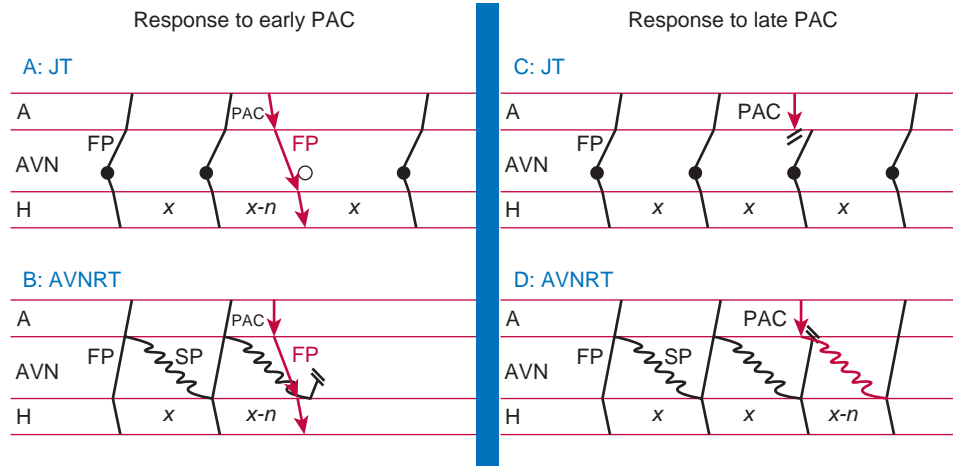 Response to early PAC
A: JT
A
PAC
FP
FP
AVN
H
x
x-n
x
B: AVNRT
A
PAC
FP
SP
FP
AVN
H
x
x-n
Response to late PAC
C: JT
A
PAC
FP
AVN
H
x
x
x
D: AVNRT
A
PAC
FP
SP
AVN
H
x
x
x-n